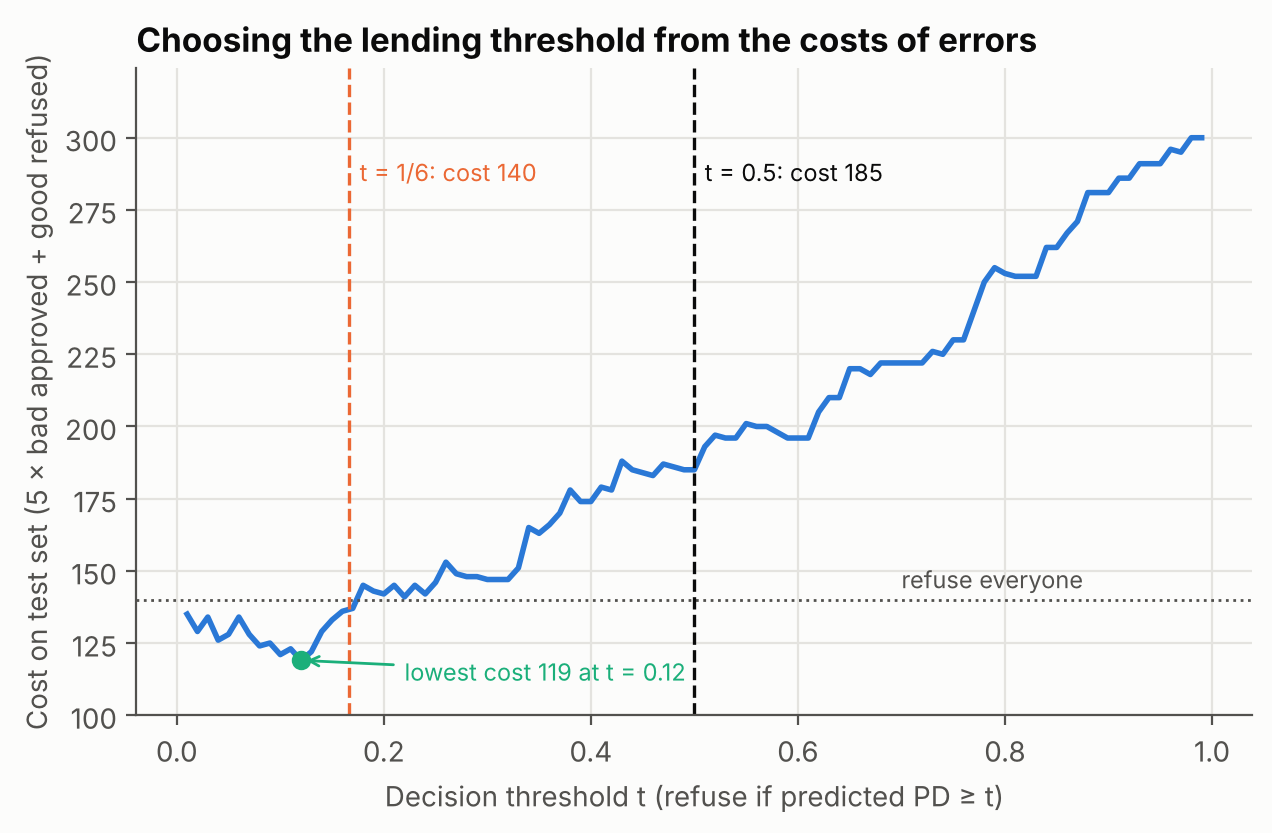 Choosing the lending threshold from the costs of errors
Cost on test set (5 × bad approved + good refused)
300
275
250
225
200
175
150
125
100
t = 1/6: cost 140
t = 0.5: cost 185
refuse everyone
lowest cost 119 at t = 0.12
0.0
0.2
0.4
0.6
0.8
1.0
Decision threshold t (refuse if predicted PD ≥ t)